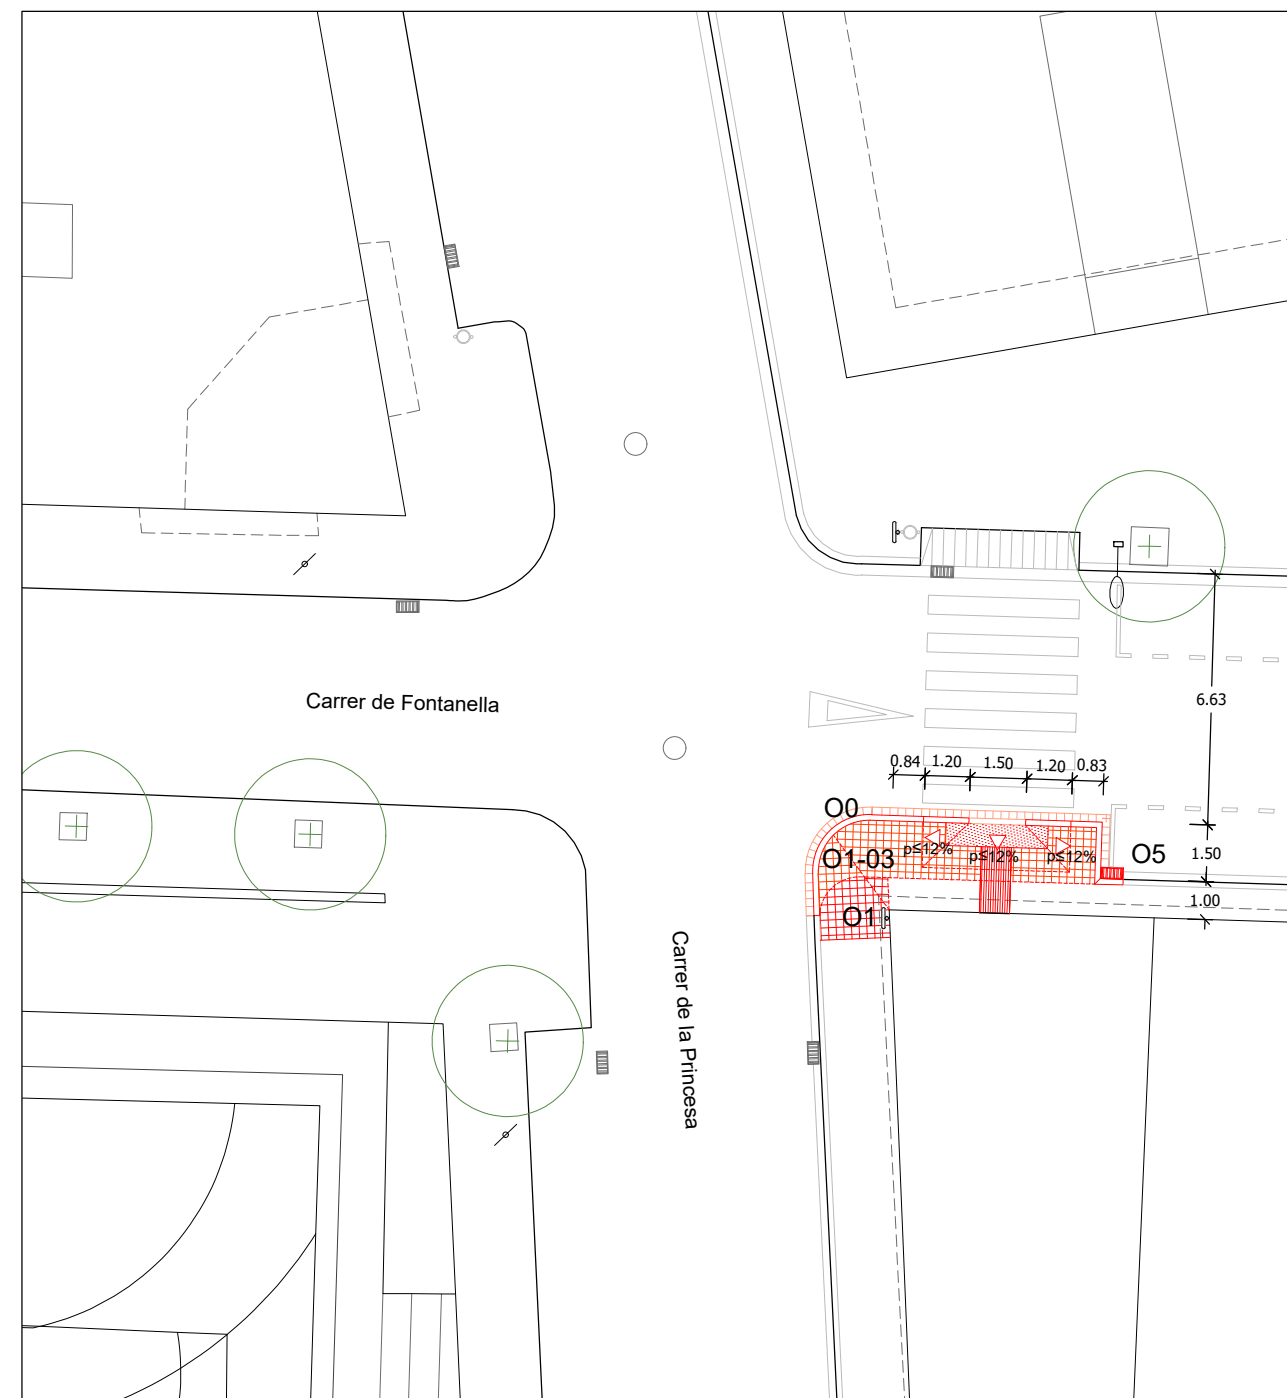 Carrer de Fontanella
6.63
0.84 1.20 1.50 1.20 0.83
O0
p≤12% p≤12% p≤12%
O1-03
O5
1.50
O1
1.00
Carrer de la Princesa